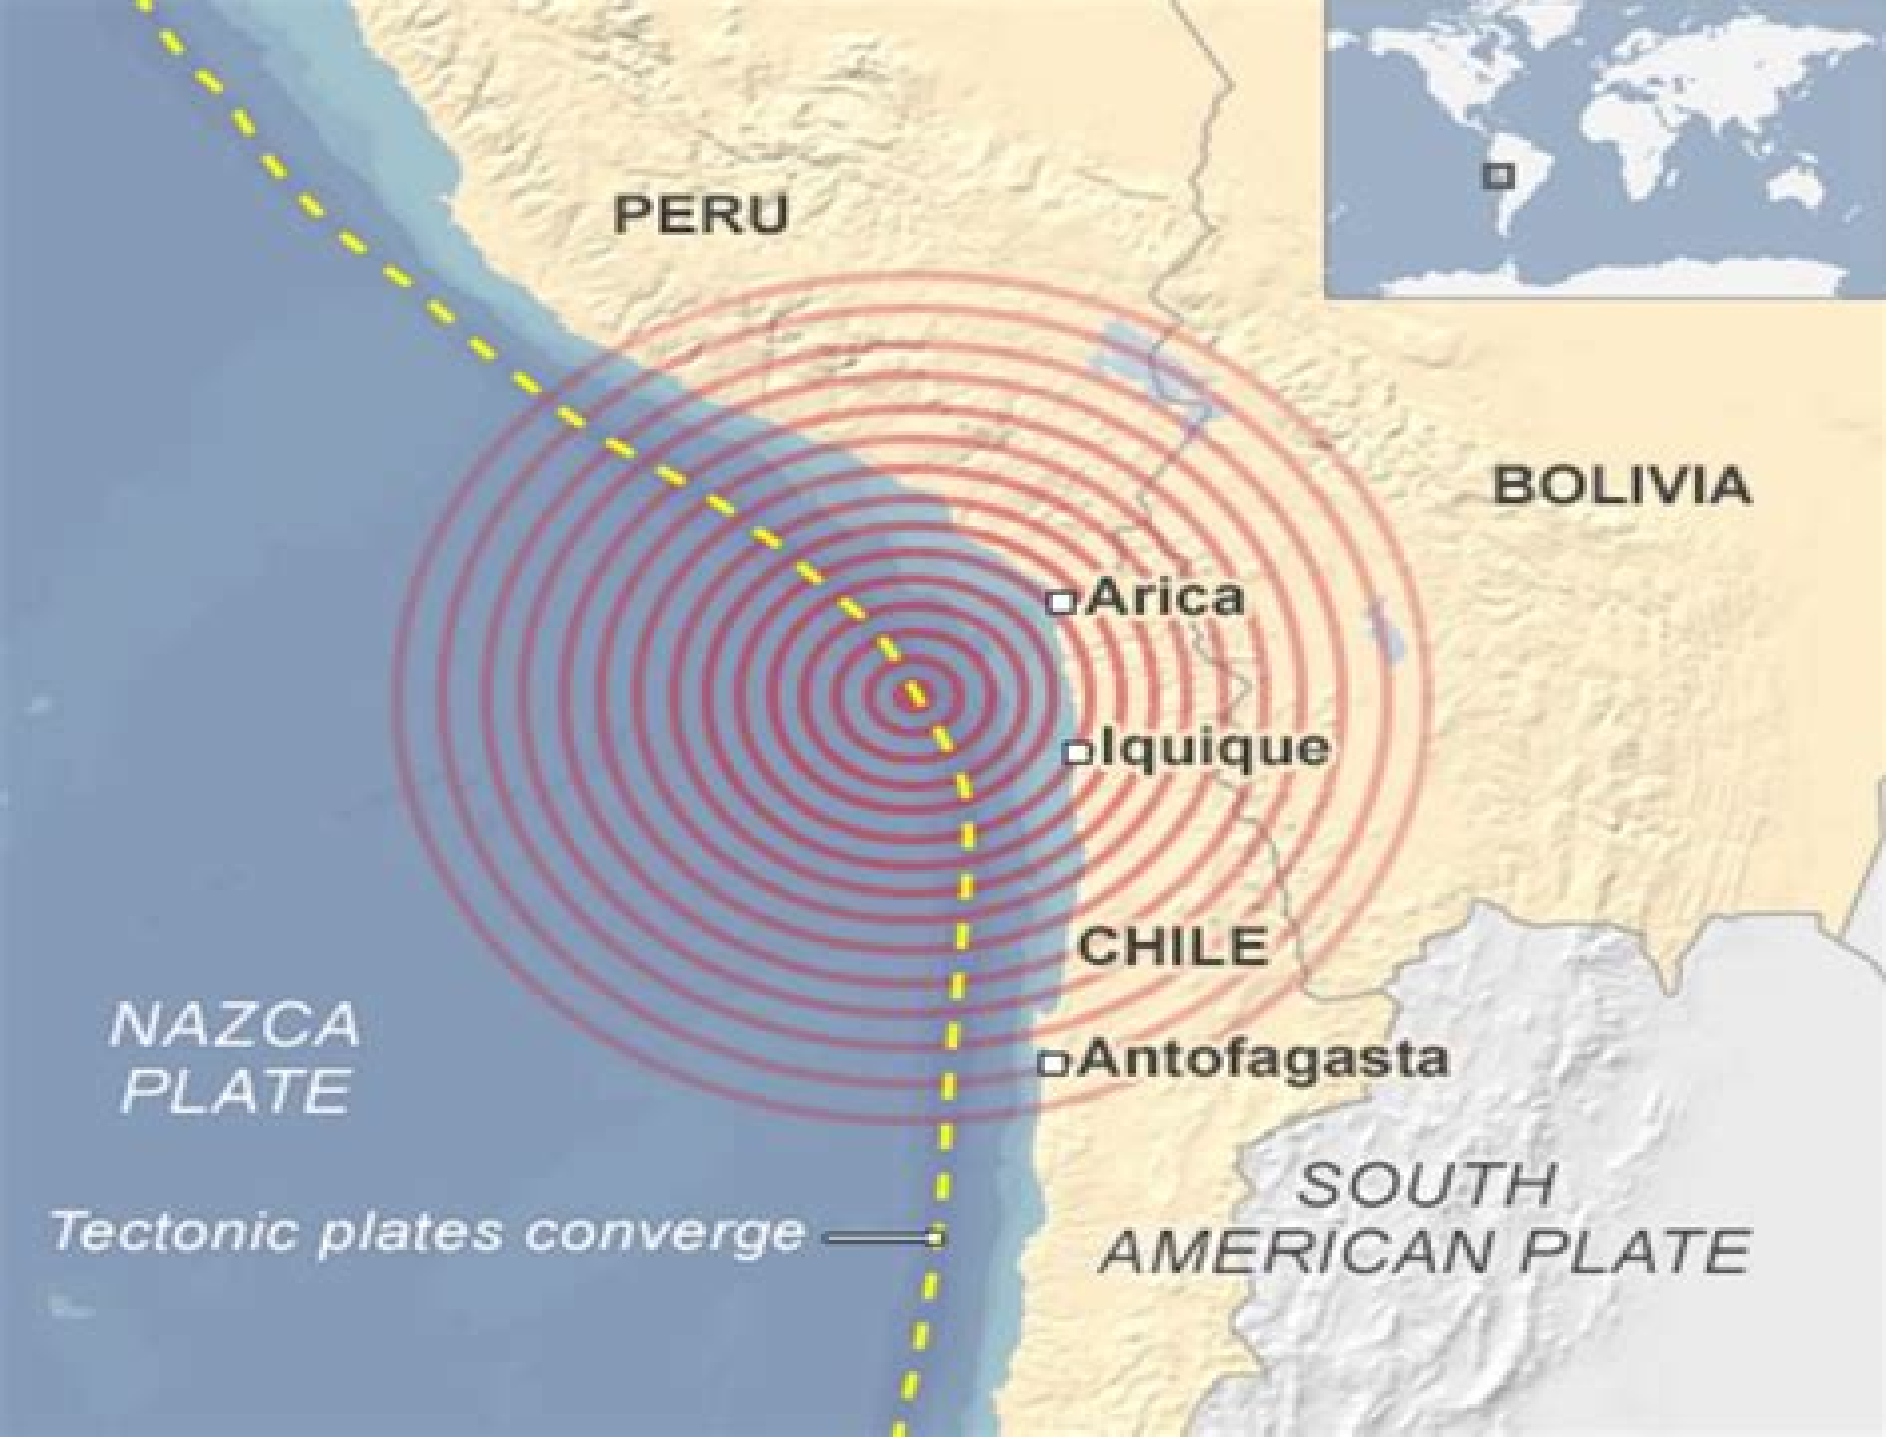 PERU
BOLIVIA
Arica
Iquique
CHILE
NAZCA
PLATE
Antofagasta
SOUTH
AMERICAN PLATE
Tectonic plates converge